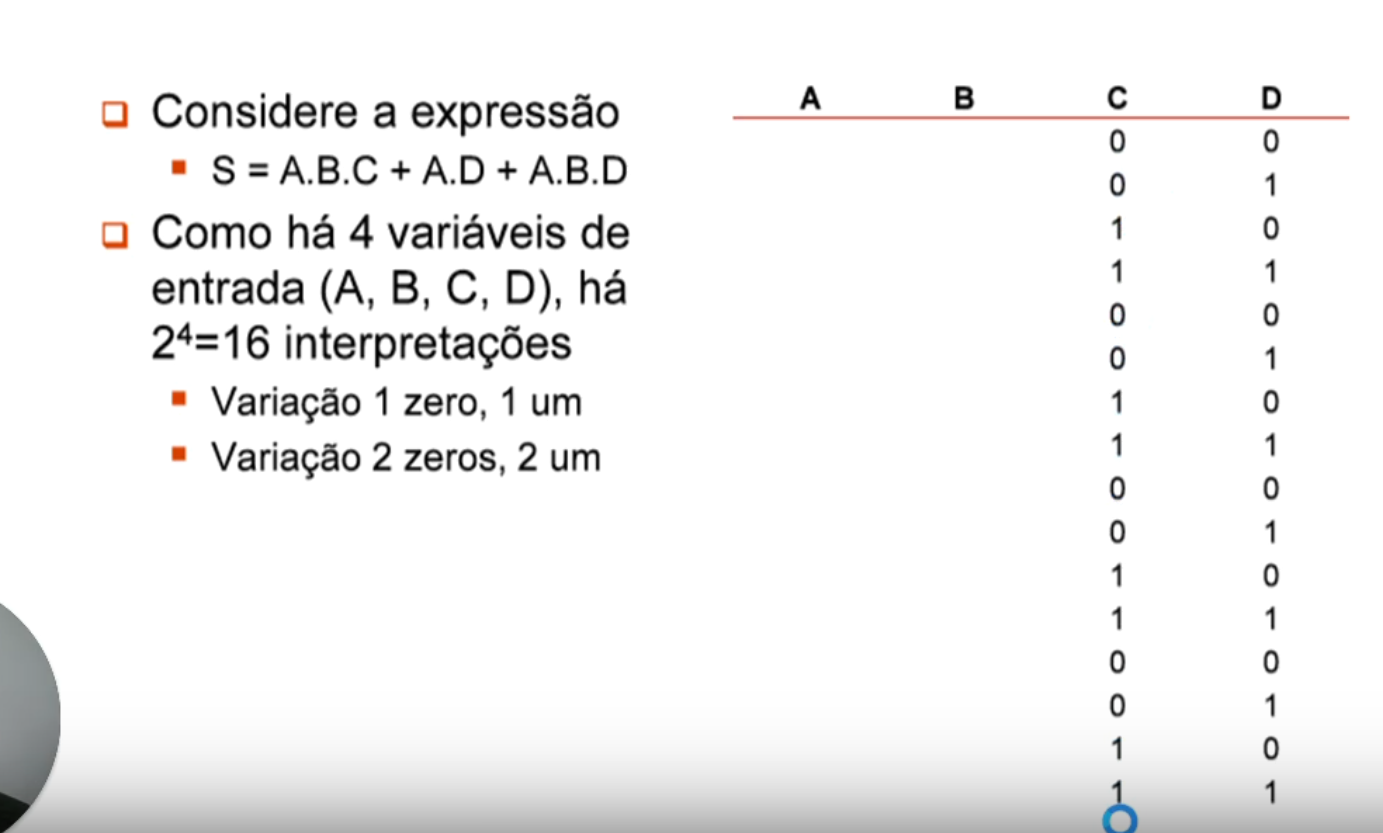 Considere a expressão
S = A.B.C + A.D + A.B.D
Como há 4 variáveis de
entrada (A, B, C, D), há
2⁴=16 interpretações
Variação 1 zero, 1 um
Variação 2 zeros, 2 um
A B C D
0 0
0 1
1 0
1 1
0 0
0 1
1 0
1 1
0 0
0 1
1 0
1 1
0 0
0 1
1 0
1 1